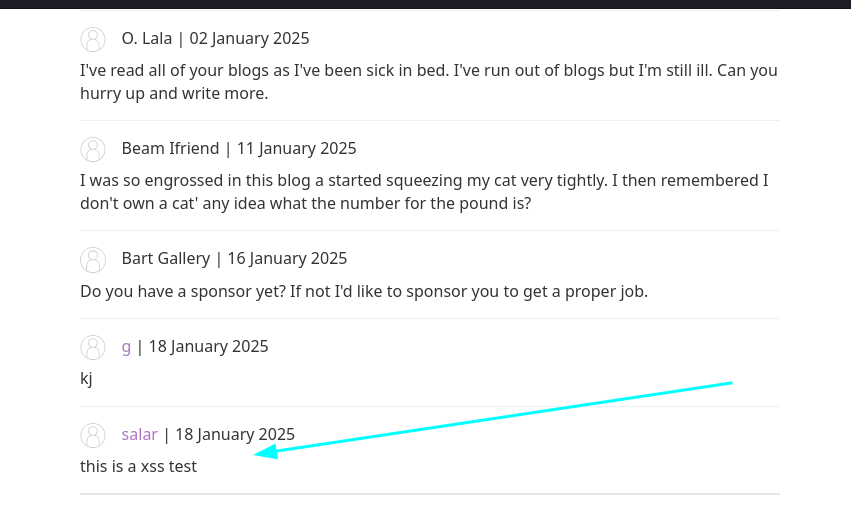 O. Lala | 02 January 2025
I've read all of your blogs as I've been sick in bed. I've run out of blogs but I'm still ill. Can you
hurry up and write more.
Beam Ifriend | 11 January 2025
I was so engrossed in this blog a started squeezing my cat very tightly. I then remembered I
don't own a cat' any idea what the number for the pound is?
Bart Gallery | 16 January 2025
Do you have a sponsor yet? If not I'd like to sponsor you to get a proper job.
g | 18 January 2025
kj
salar | 18 January 2025
this is a xss test